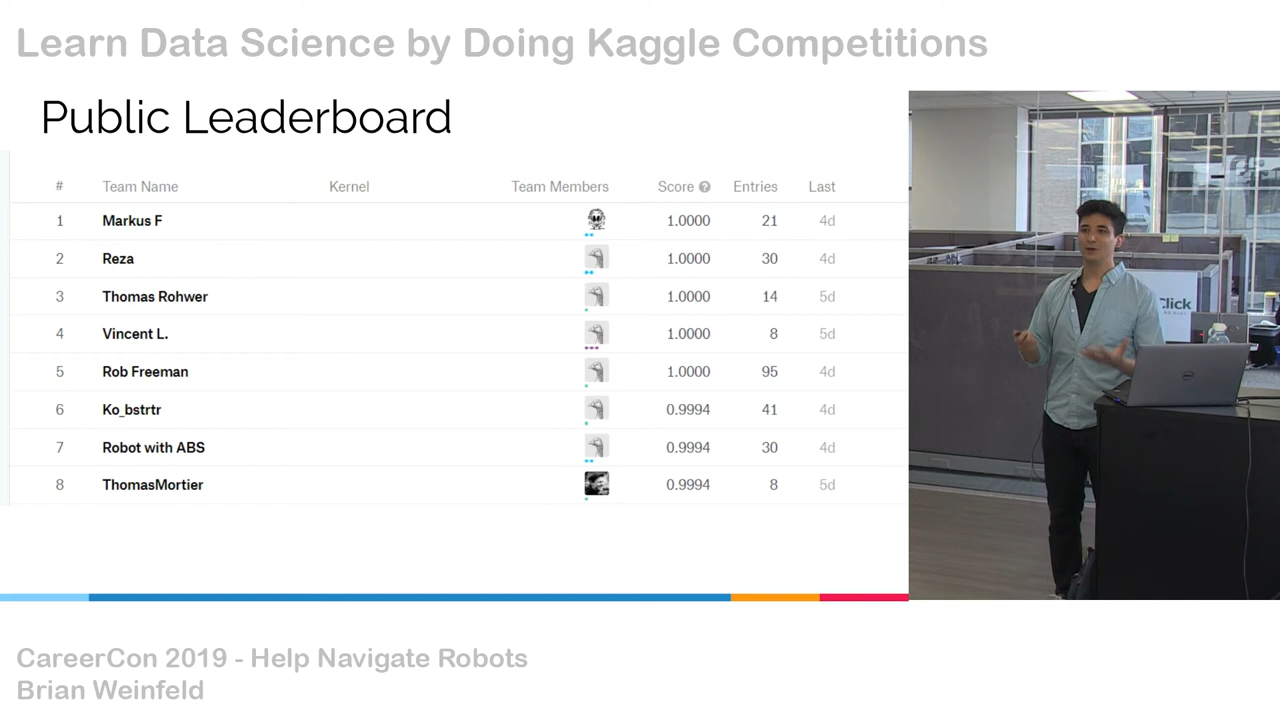 Learn Data Science by Doing Kaggle Competitions
Public Leaderboard
# Team Name Kernel Team Members Score Entries Last
1 Markus F 1.0000 21 4d
2 Reza 1.0000 30 4d
3 Thomas Rohwer 1.0000 14 5d
4 Vincent L. 1.0000 8 5d
5 Rob Freeman 1.0000 95 4d
6 Ko_bstrtr 0.9994 41 4d
7 Robot with ABS 0.9994 30 4d
8 ThomasMortier 0.9994 8 5d
Click
CareerCon 2019 - Help Navigate Robots
Brian Weinfeld